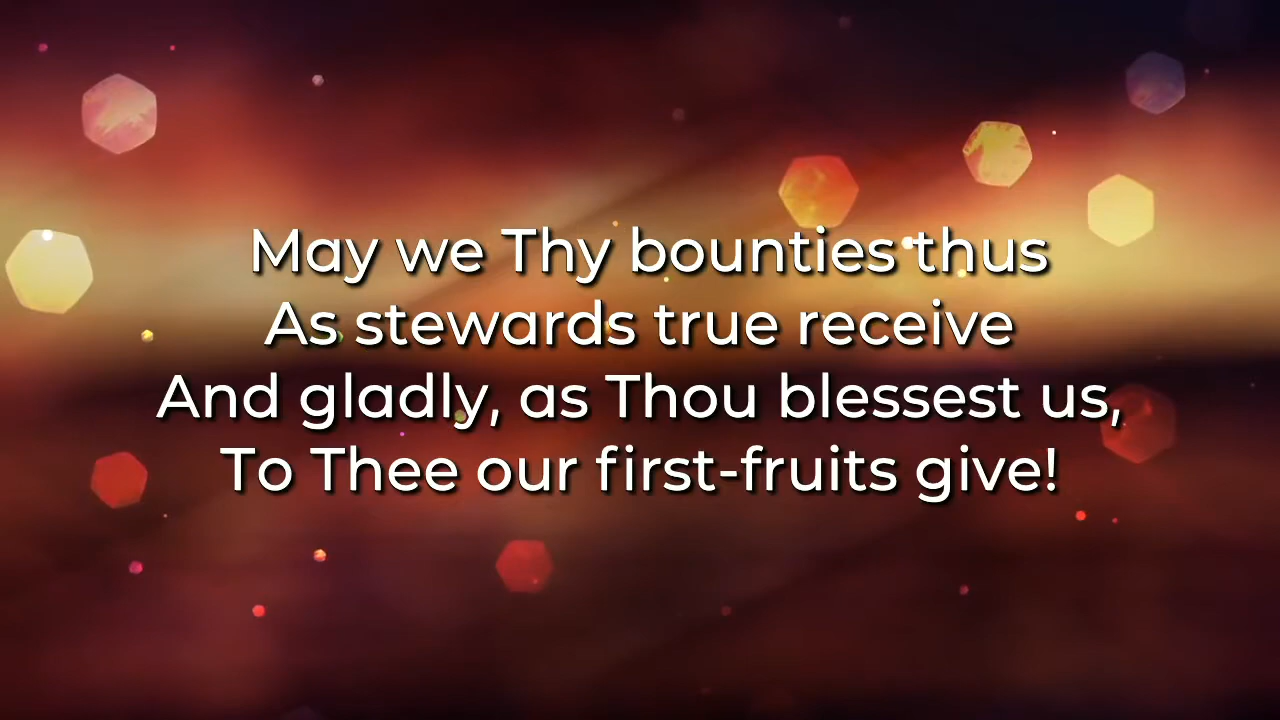 May we Thy bounties thus
As stewards true receive
And gladly, as Thou blessest us,
To Thee our first-fruits give!